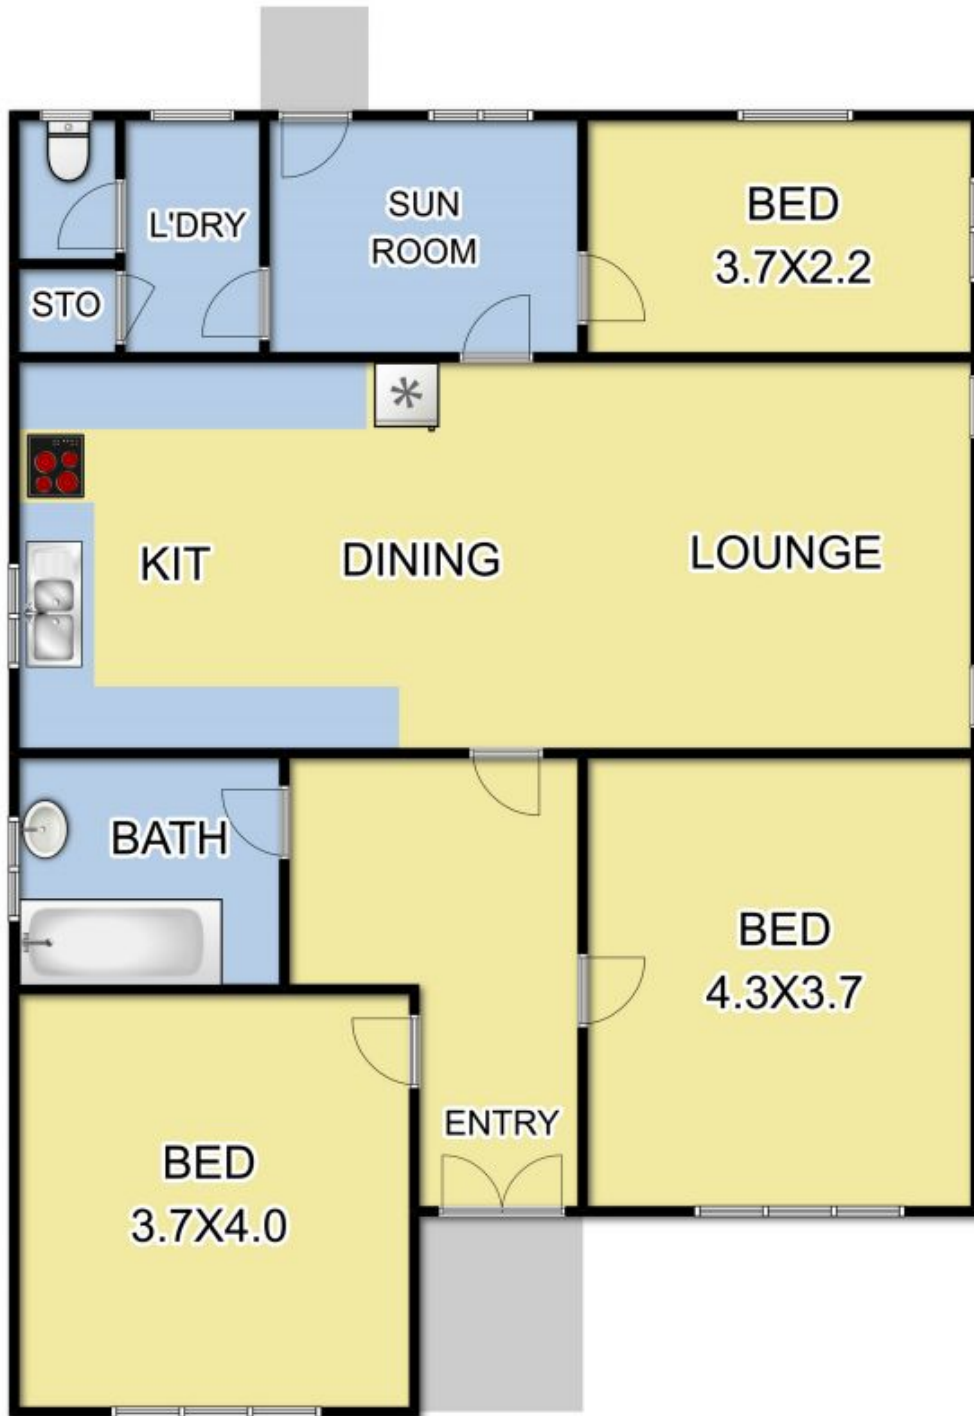 SUN
ROOM
BED
3.7X2.2
L'DRY
STO
KIT
DINING
LOUNGE
BATH
BED
4.3X3.7
ENTRY
BED
3.7X4.0